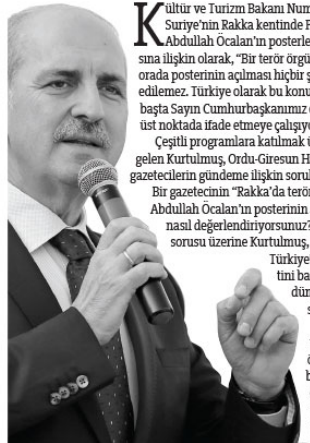 Kültür ve Turizm Bakanı Num
Suriye'nin Rakka kentinde
Abdullah Öcalan'ın posterle
sına ilişkin olarak, "Bir terör örgü
orada posterinin açılması hiçbir ş
edilemez. Türkiye olarak bu konu
başta Sayın Cumhurbaşkanımız
üst noktada ifade etmeye çalışıyo
Çeşitli programlara katılmak ü
gelen Kurtulmuş, Ordu-Giresun H
gazetecilerin gündeme ilişkin sorul
Bir gazetecinin "Rakka'da terör
Abdullah Öcalan'ın posterinin
nasıl değerlendiriyorsunuz?
sorusu üzerine Kurtulmuş,
Türkiye
tini ba
dün
s
ö
b